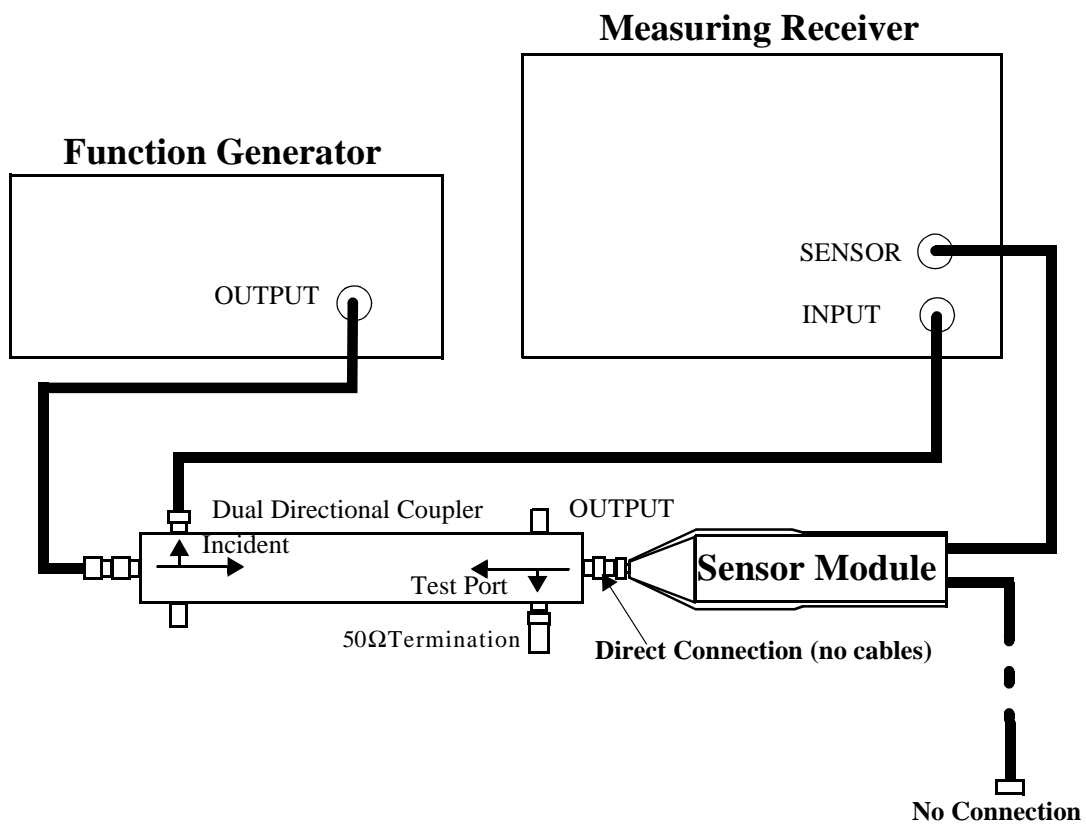 Measuring Receiver
Function Generator
SENSOR
OUTPUT
INPUT
Dual Directional Coupler
OUTPUT
Incident
Sensor Module
Test Port
50ΩTermination
Direct Connection (no cables)
No Connection